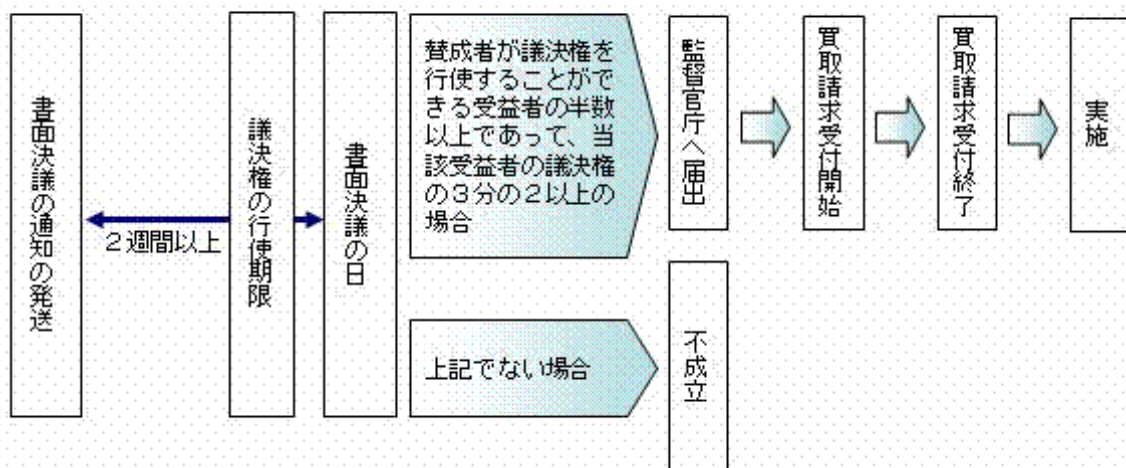 書面決議の通知の発送
２週間以上
議決権の行使期限
書面決議の日
賛成者が議決権を
行使することがで
きる受益者の半数
以上であって、当
該受益者の議決権
の３分の２以上の
場合
監督官庁へ届出
買取請求受付開始
買取請求受付終了
実施
上記でない場合
不成立